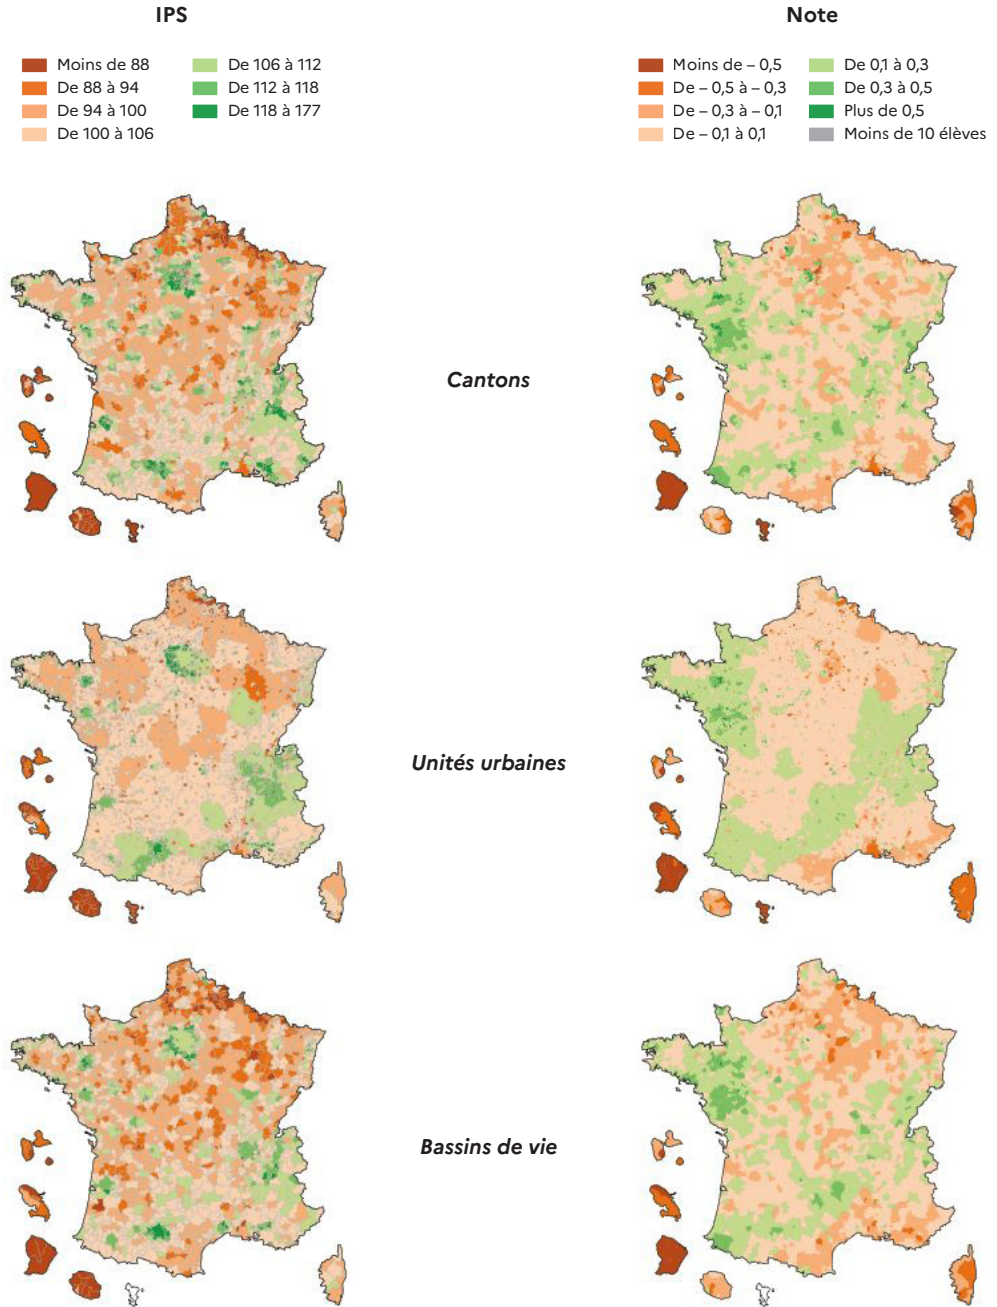 IPS
Moins de 88
De 88 à 94
De 94 à 100
De 100 à 106
De 106 à 112
De 112 à 118
De 118 à 177
Note
Moins de – 0,5
De – 0,5 à – 0,3
De – 0,3 à – 0,1
De – 0,1 à 0,1
De 0,1 à 0,3
De 0,3 à 0,5
Plus de 0,5
Moins de 10 élèves
Cantons
Unités urbaines
Bassins de vie